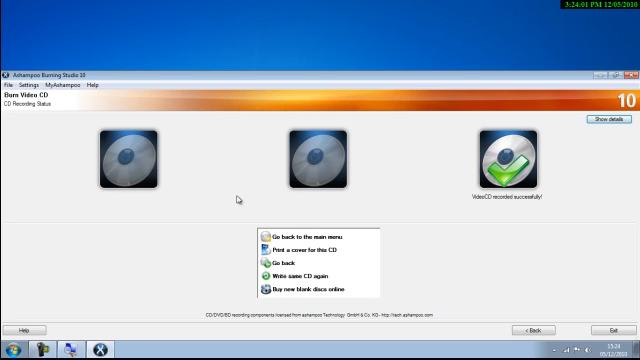 3:24:01 PM 12/05/2010
Ashampoo Burning Studio 10
File Settings MyAshampoo Help
Burn Video CD
CD Recording Status
10
Show details
VideoCD recorded successfully!
Go back to the main menu
Print a cover for this CD
Go back
Write same CD again
Buy new blank discs online
CD/DVD/BD recording components licensed from ashampoo Technology GmbH & Co. KG - http://tech.ashampoo.com
Help
< Back
Exit
15:24
05/12/2010